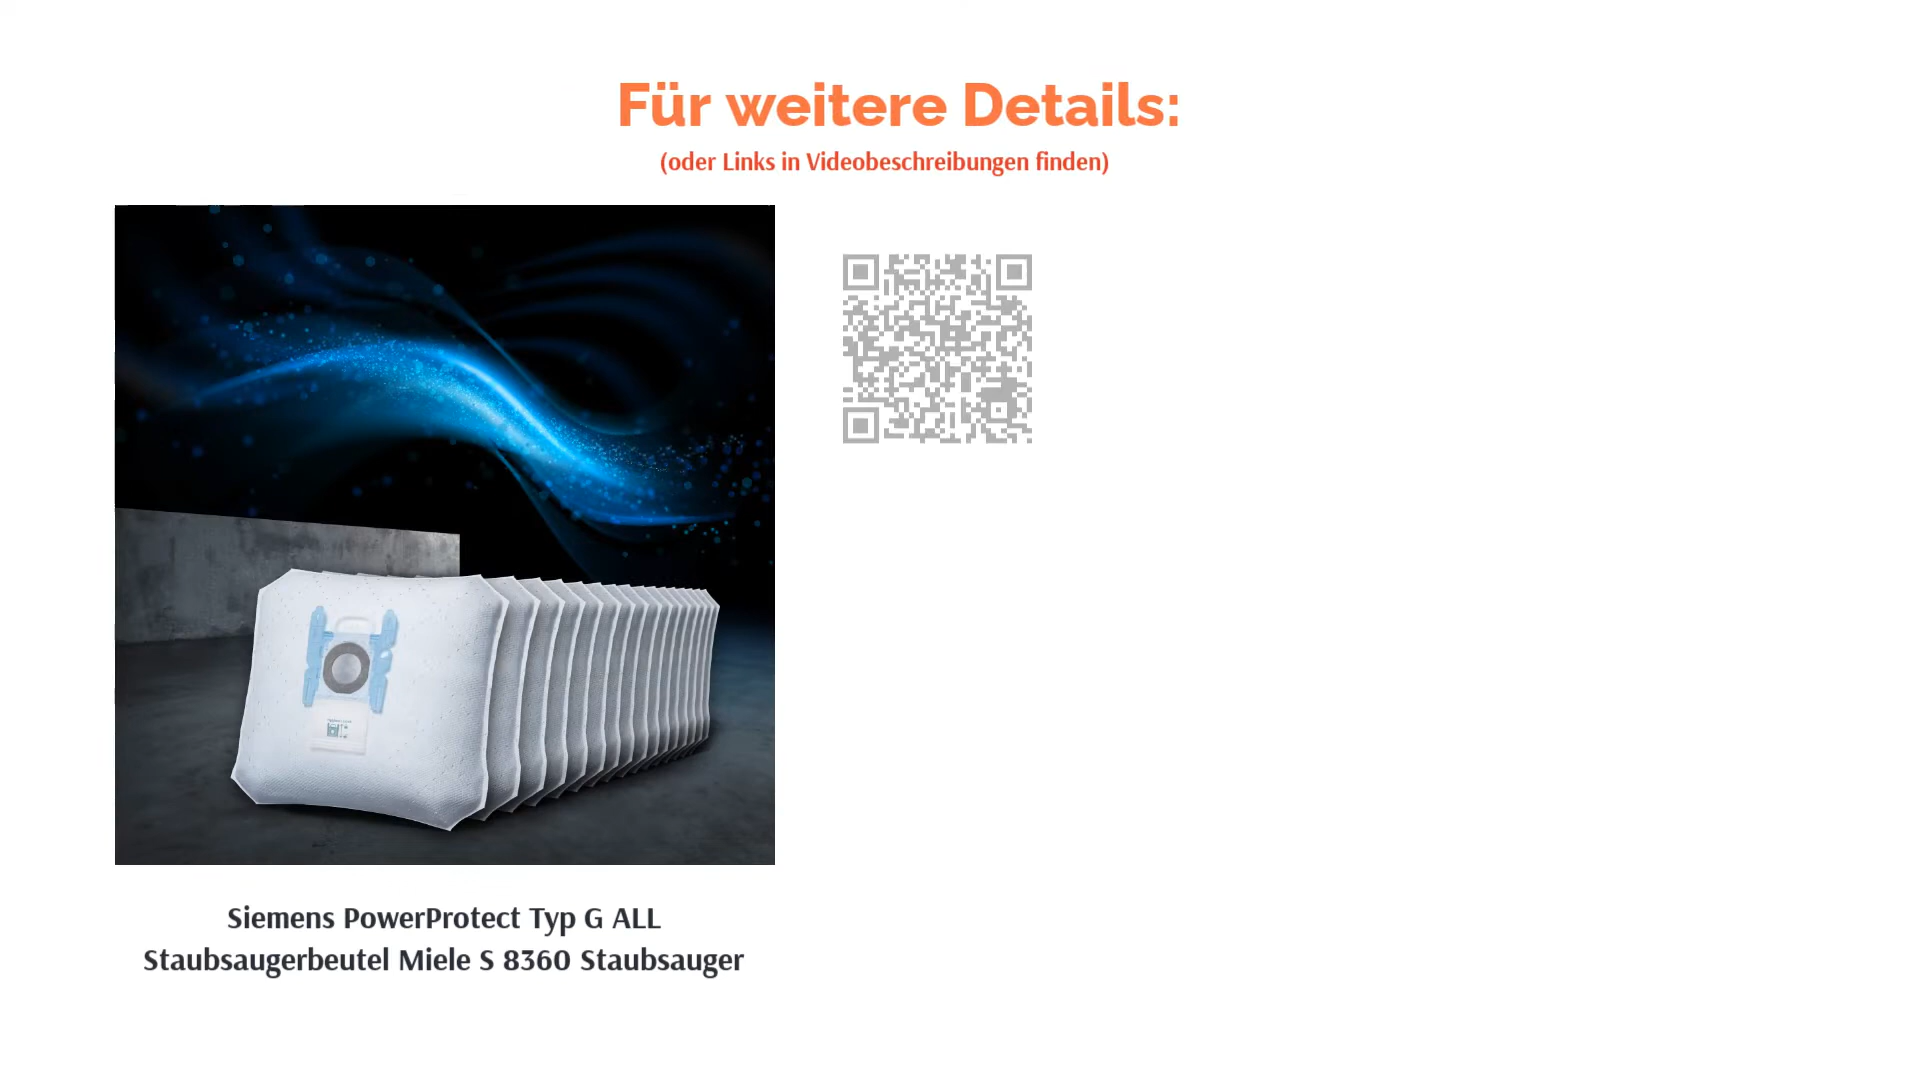 Für weitere Details:
(oder Links in Videobeschreibungen finden)
Siemens PowerProtect Typ G ALL
Staubsaugerbeutel Miele S 8360 Staubsauger